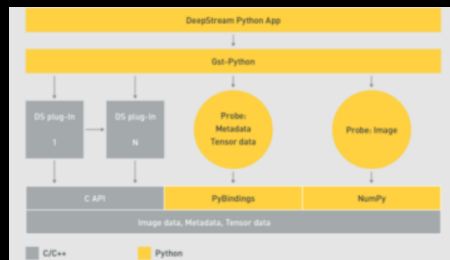 DeepStream Python App
Gst-Python
DS plug-In
1
DS plug-In
N
Probe:
Metadata
Tensor data
Probe: Image
C API
PyBindings
NumPy
Image data, Metadata, Tensor data
C/C++
Python